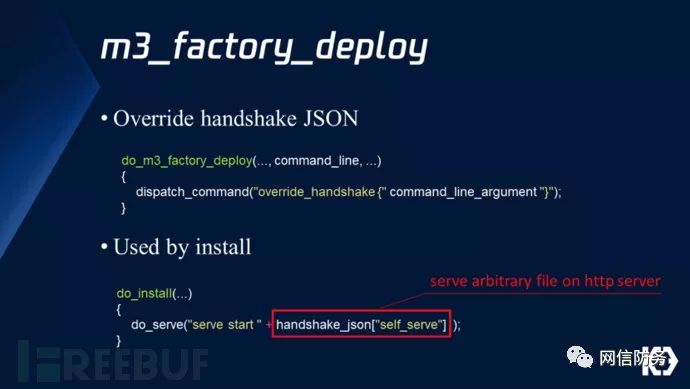 m3_factory_deploy
• Override handshake JSON
do_m3_factory_deploy(..., command_line, ...)
{
dispatch_command("override_handshake {" command_line_argument "}");
}
• Used by install
serve arbitrary file on http server
do_install(...)
{
do_serve("serve start " + handshake_json["self_serve"] );
}
FREEBUF
网信防务